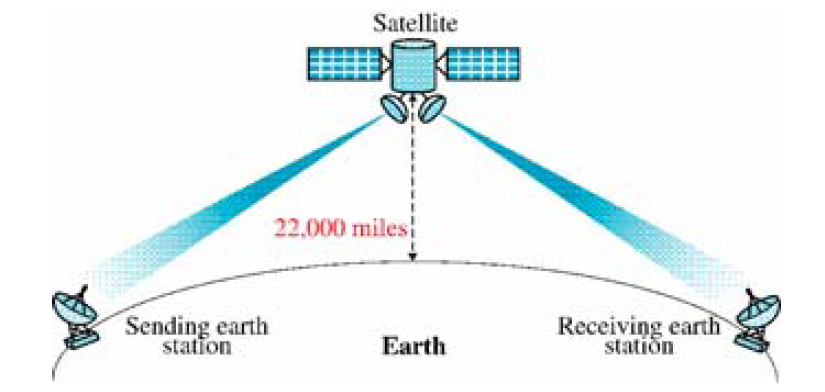 Satellite
22,000 miles
Sending earth
station
Earth
Receiving earth
station